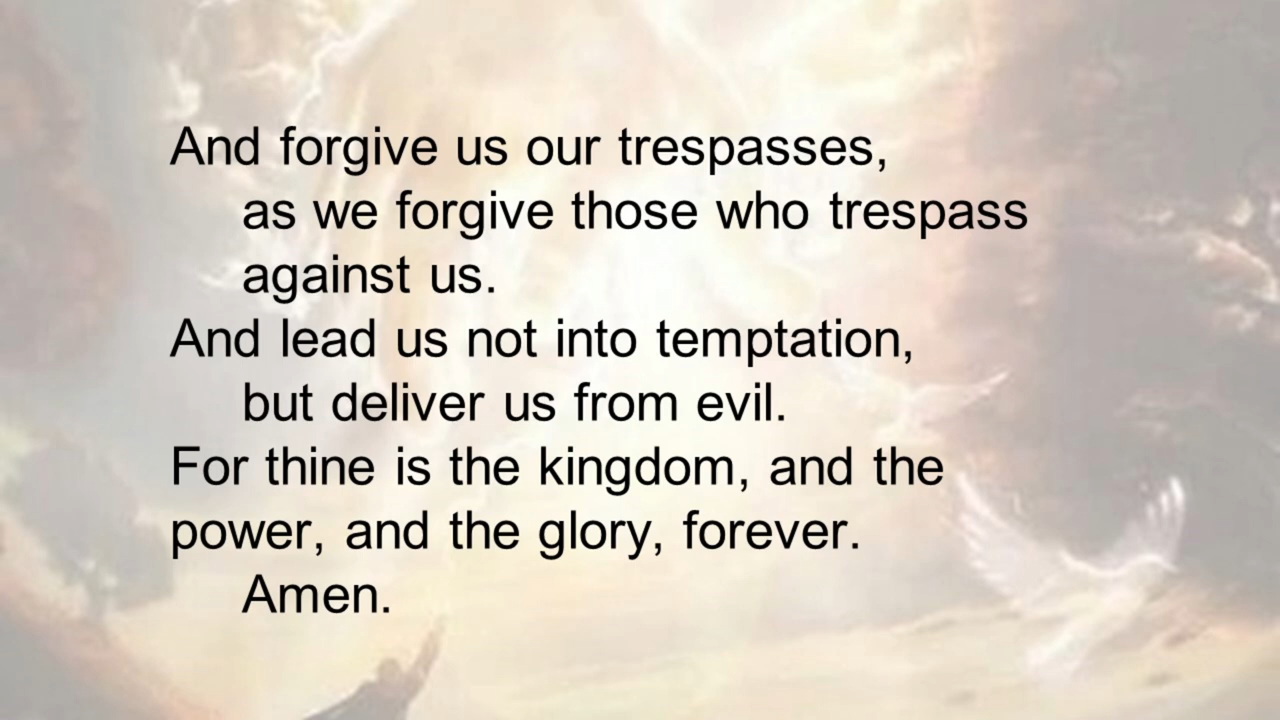 And forgive us our trespasses,
as we forgive those who trespass
against us.
And lead us not into temptation,
but deliver us from evil.
For thine is the kingdom, and the
power, and the glory, forever.
Amen.